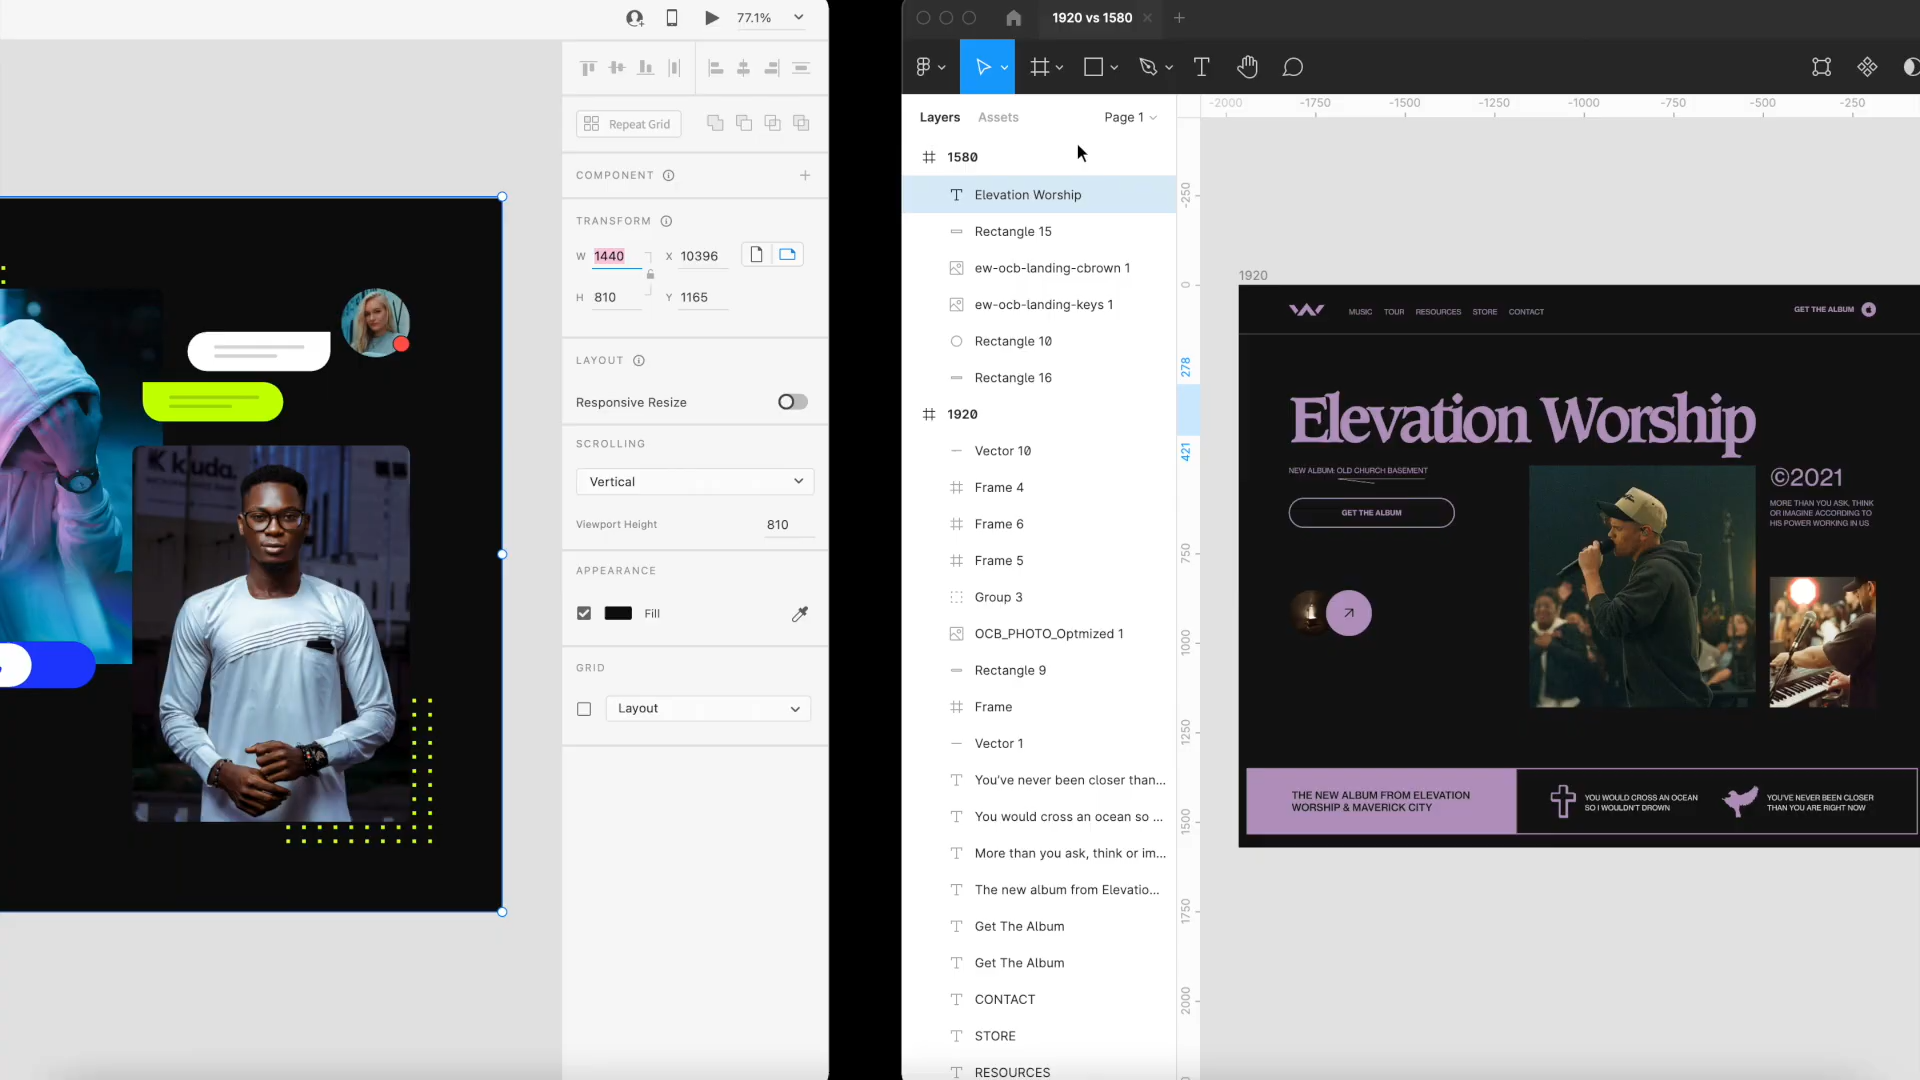 77.1%
Repeat Grid
COMPONENT
TRANSFORM
W 1440 X 10396
H 810 Y 1165
LAYOUT
Responsive Resize
SCROLLING
Vertical
Viewport Height 810
APPEARANCE
Fill
GRID
Layout
K kuda.
1920 vs 1580
Layers Assets Page 1
1580
Elevation Worship
Rectangle 15
ew-ocb-landing-cbrown 1
ew-ocb-landing-keys 1
Rectangle 10
Rectangle 16
1920
Vector 10
Frame 4
Frame 6
Frame 5
Group 3
OCB_PHOTO_Optmized 1
Rectangle 9
Frame
Vector 1
You've never been closer than...
You would cross an ocean so ...
More than you ask, think or im...
The new album from Elevatio...
Get The Album
Get The Album
CONTACT
STORE
RESOURCES
-2000 -1750 -1500 -1250 -1000 -750 -500 -250
-250
0
278
421
750
1000
1250
1500
1750
2000
1920
MUSIC TOUR RESOURCES STORE CONTACT
GET THE ALBUM
Elevation Worship
NEW ALBUM: OLD CHURCH BASEMENT
GET THE ALBUM
©2021
MORE THAN YOU ASK, THINK
OR IMAGINE ACCORDING TO
HIS POWER WORKING IN US
THE NEW ALBUM FROM ELEVATION
WORSHIP & MAVERICK CITY
YOU WOULD CROSS AN OCEAN
SO I WOULDN'T DROWN
YOU'VE NEVER BEEN CLOSER
THAN YOU ARE RIGHT NOW